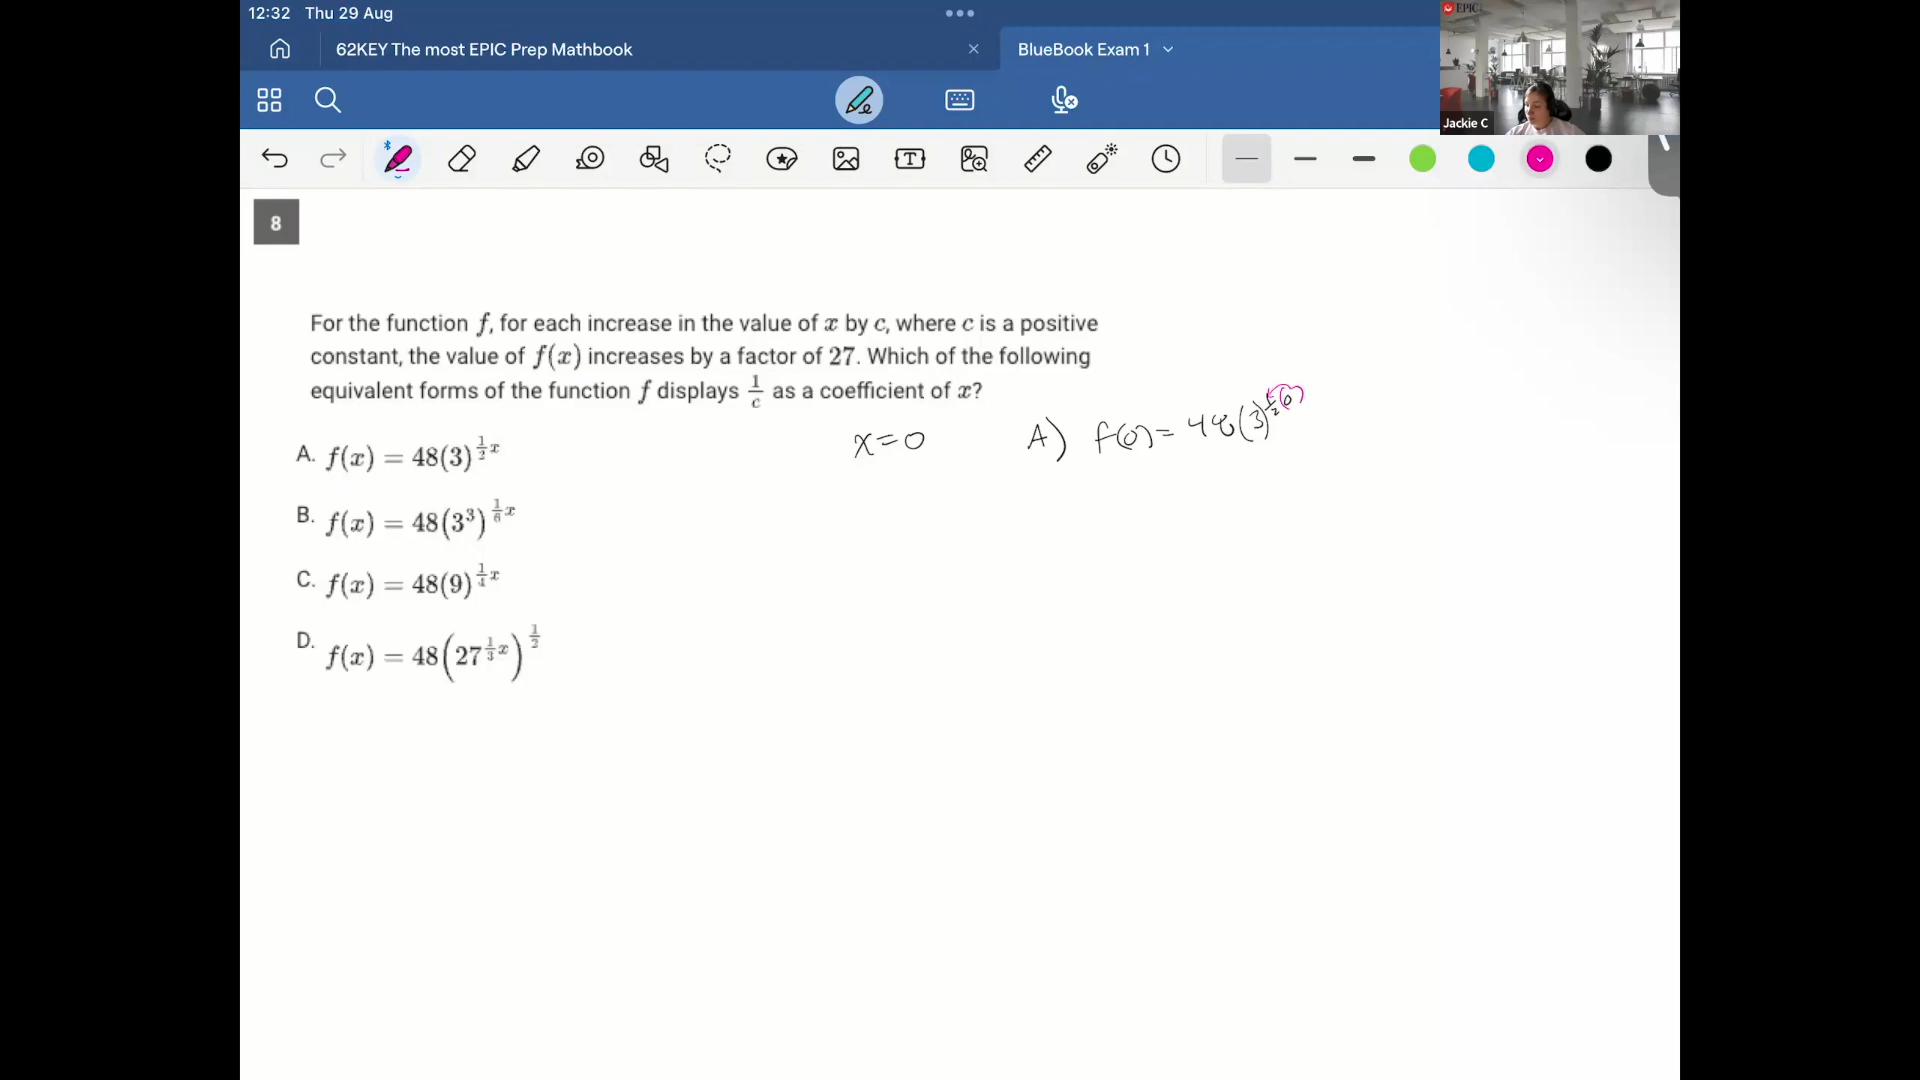 12:32 Thu 29 Aug
62KEY The most EPIC Prep Mathbook
BlueBook Exam 1
EPIC
Jackie C
8
For the function f, for each increase in the value of x by c, where c is a positive
constant, the value of f(x) increases by a factor of 27. Which of the following
equivalent forms of the function f displays 1/c as a coefficient of x?
x=0 A) f(0)=48(3)^{1/2(0)}
A. f(x) = 48(3)^{1/2 x}
B. f(x) = 48(3^3)^{1/6 x}
C. f(x) = 48(9)^{1/4 x}
D. f(x) = 48(27^{1/3 x})^{1/2}